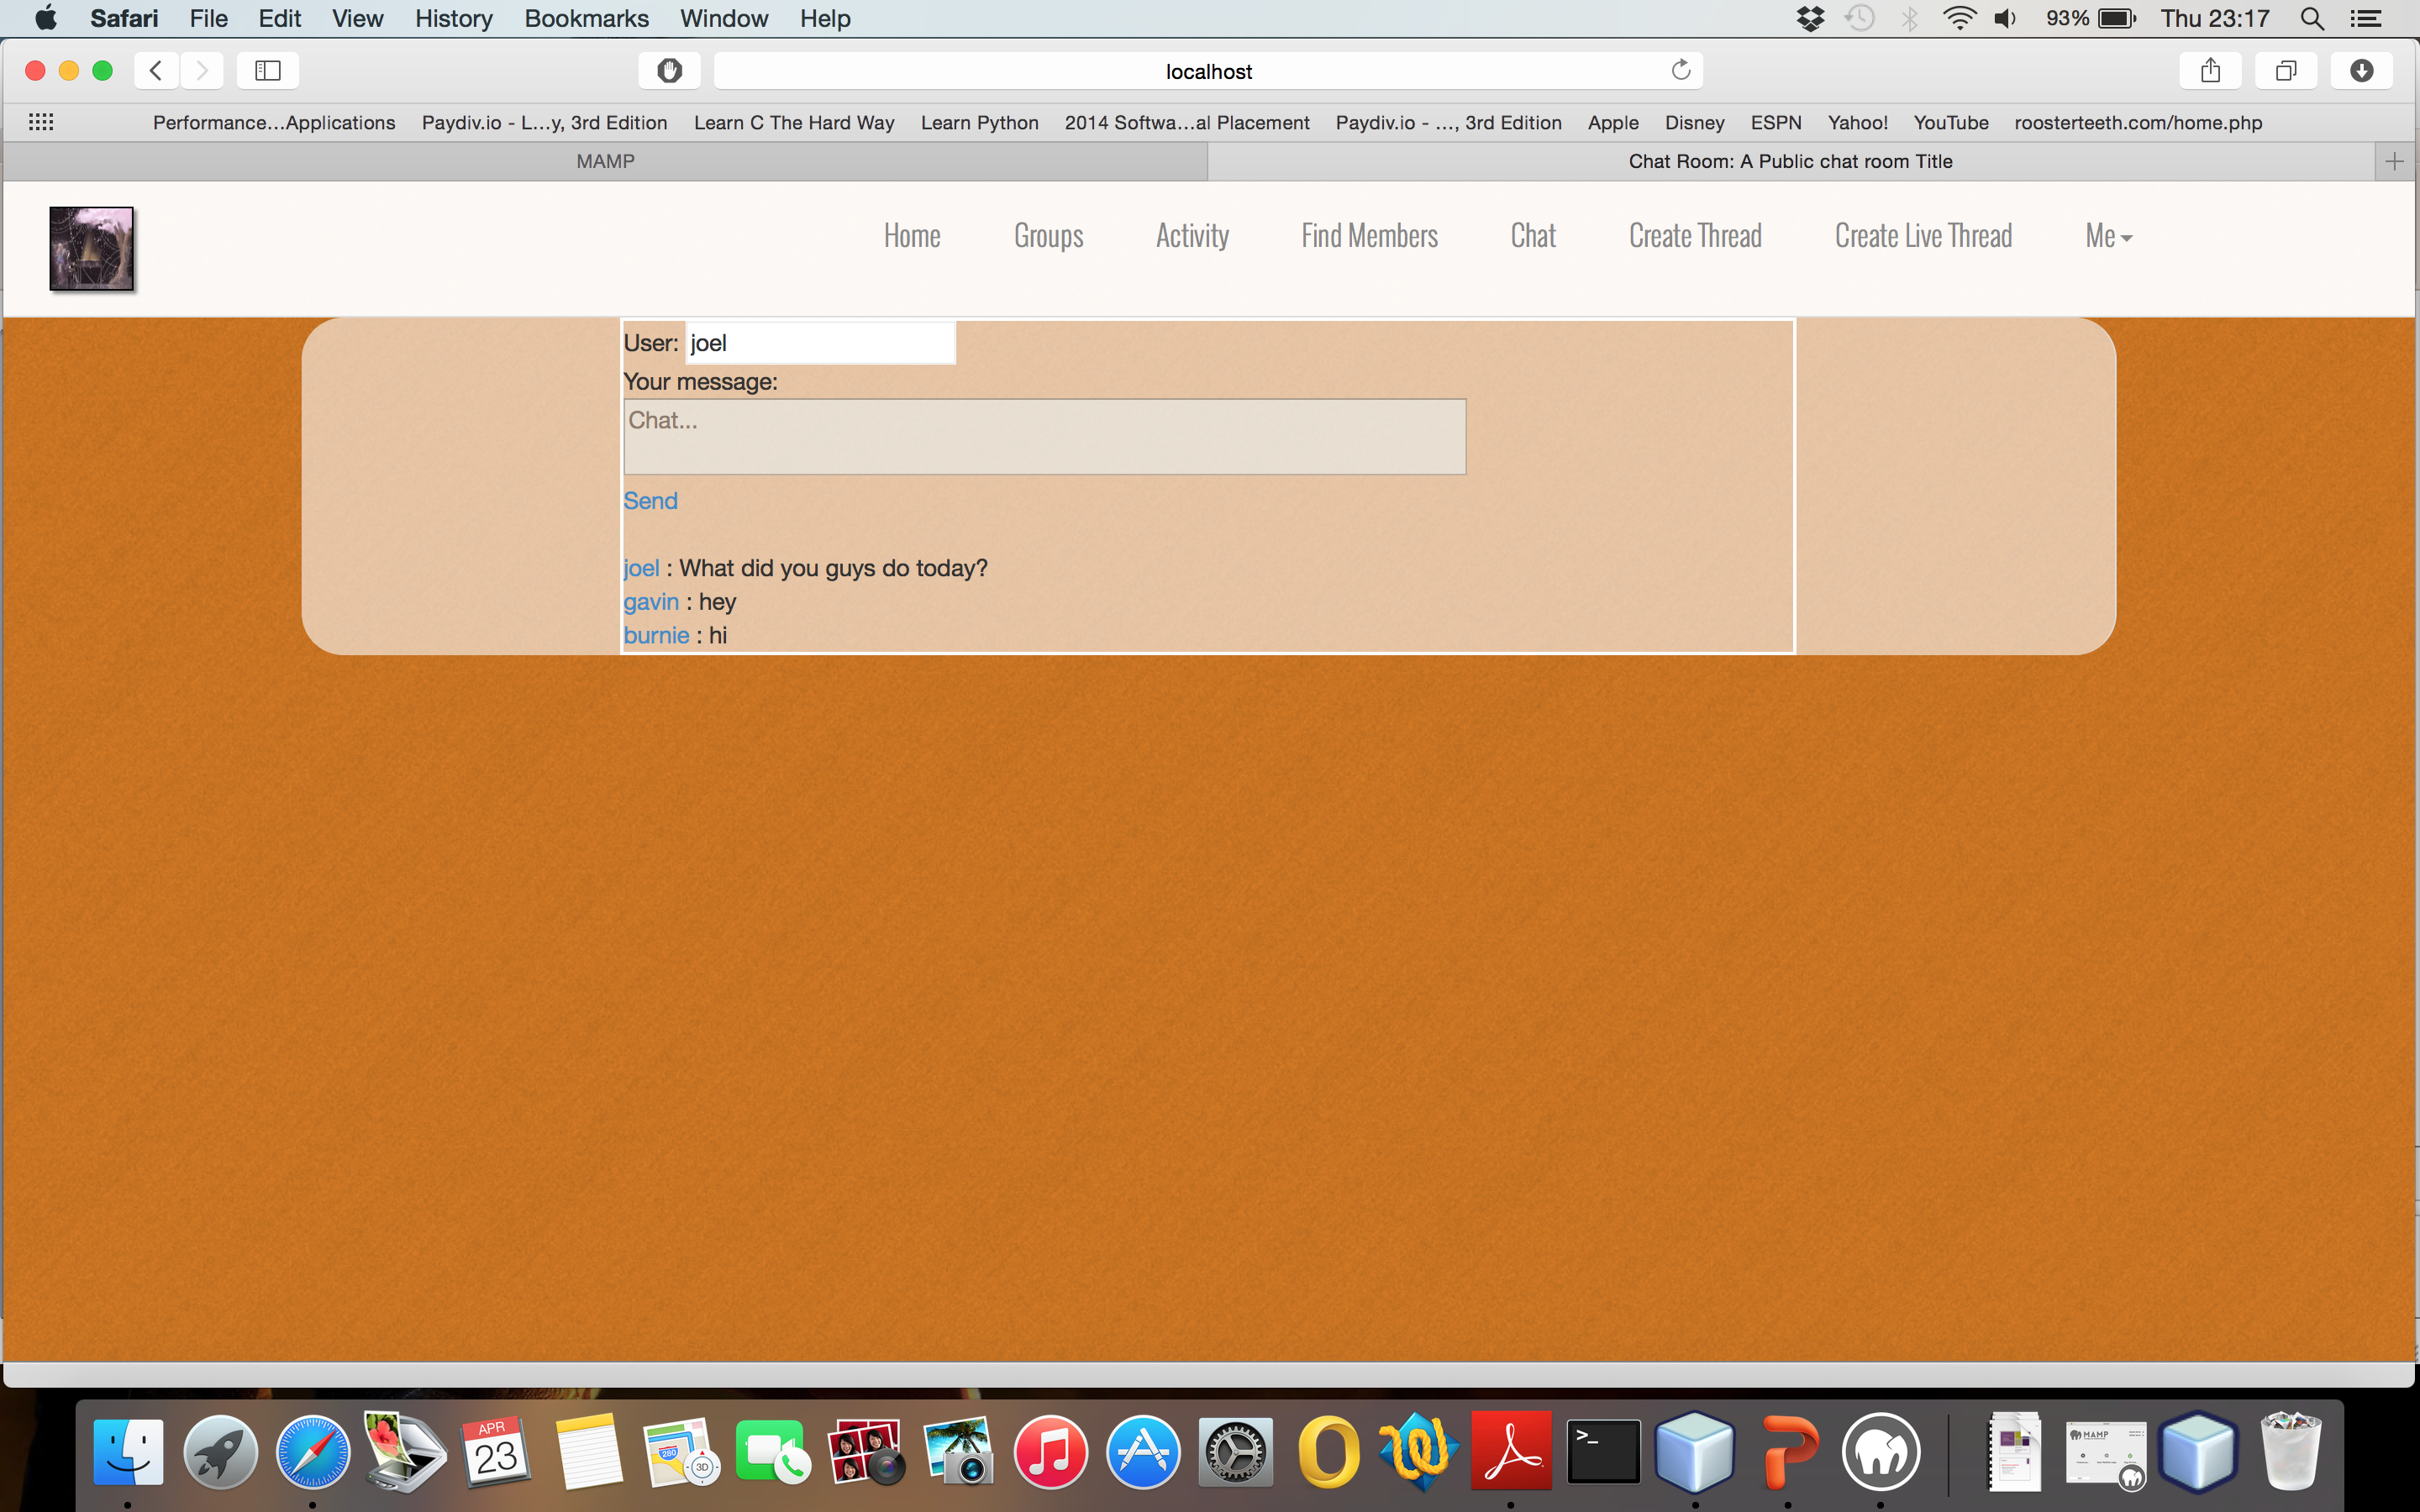 Safari File Edit View History Bookmarks Window Help 93% Thu 23:17
localhost
Performance...Applications Paydiv.io - L...y, 3rd Edition Learn C The Hard Way Learn Python 2014 Softwa...al Placement Paydiv.io - ..., 3rd Edition Apple Disney ESPN Yahoo! YouTube roosterteeth.com/home.php
MAMP Chat Room: A Public chat room Title
Home Groups Activity Find Members Chat Create Thread Create Live Thread Me
User: joel
Your message:
Chat...
Send
joel : What did you guys do today?
gavin : hey
burnie : hi
APR
23
280
3D
>_
MAMP